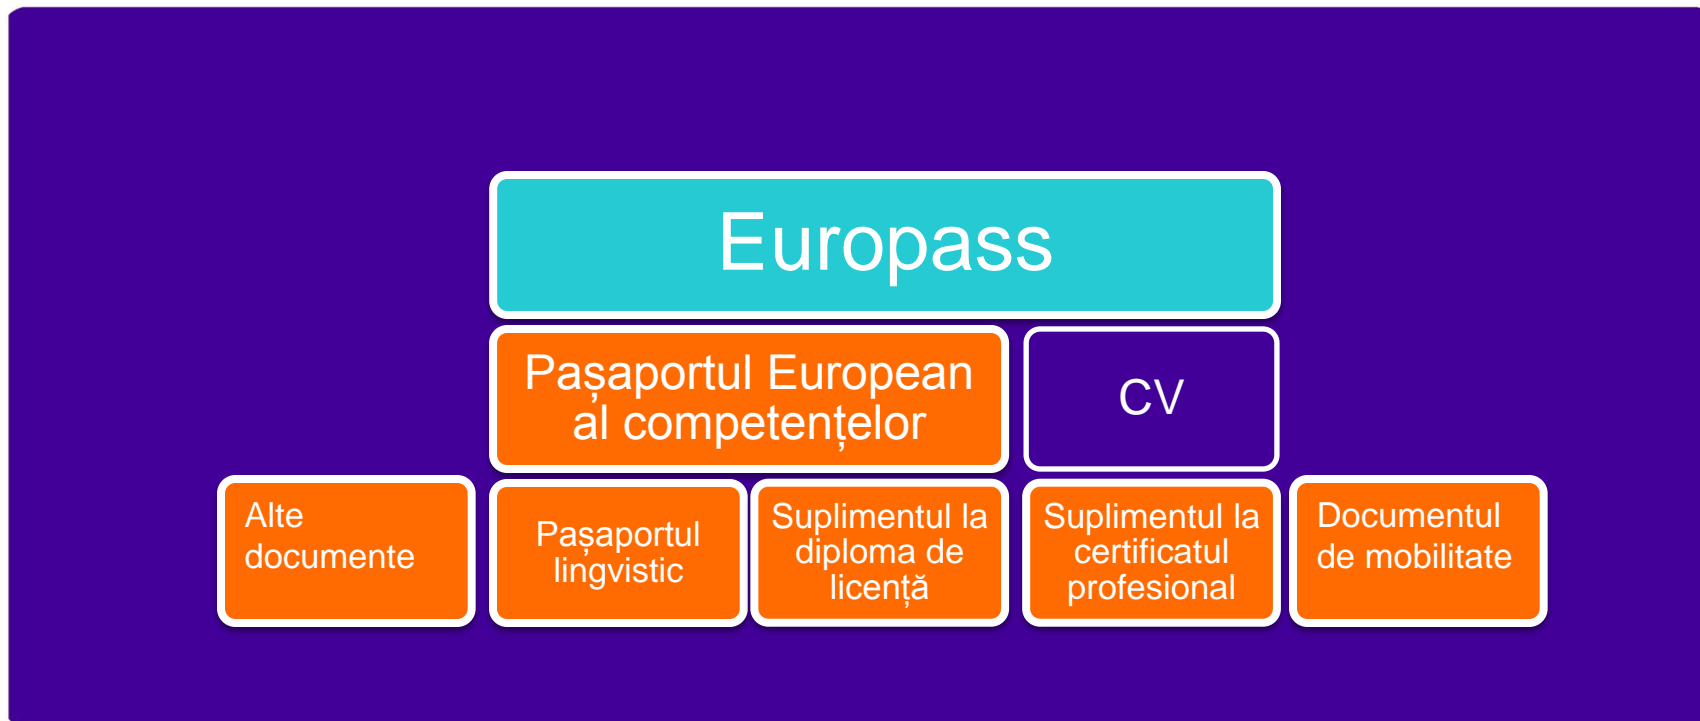 Europass
Pașaportul European
al competențelor
CV
Alte
documente
Pașaportul
lingvistic
Suplimentul la
diploma de
licență
Suplimentul la
certificatul
profesional
Documentul
de mobilitate